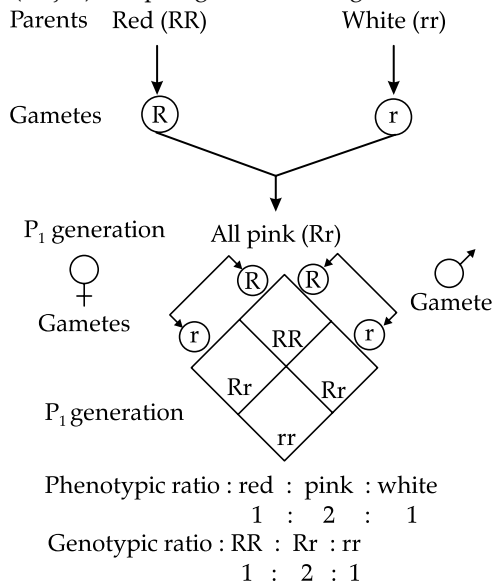 Parents Red (RR) White (rr)
Gametes R r
P1 generation All pink (Rr)
R R
Gametes Gamete
r r
RR
Rr Rr
P1 generation
rr
Phenotypic ratio : red : pink : white
1 : 2 : 1
Genotypic ratio : RR : Rr : rr
1 : 2 : 1